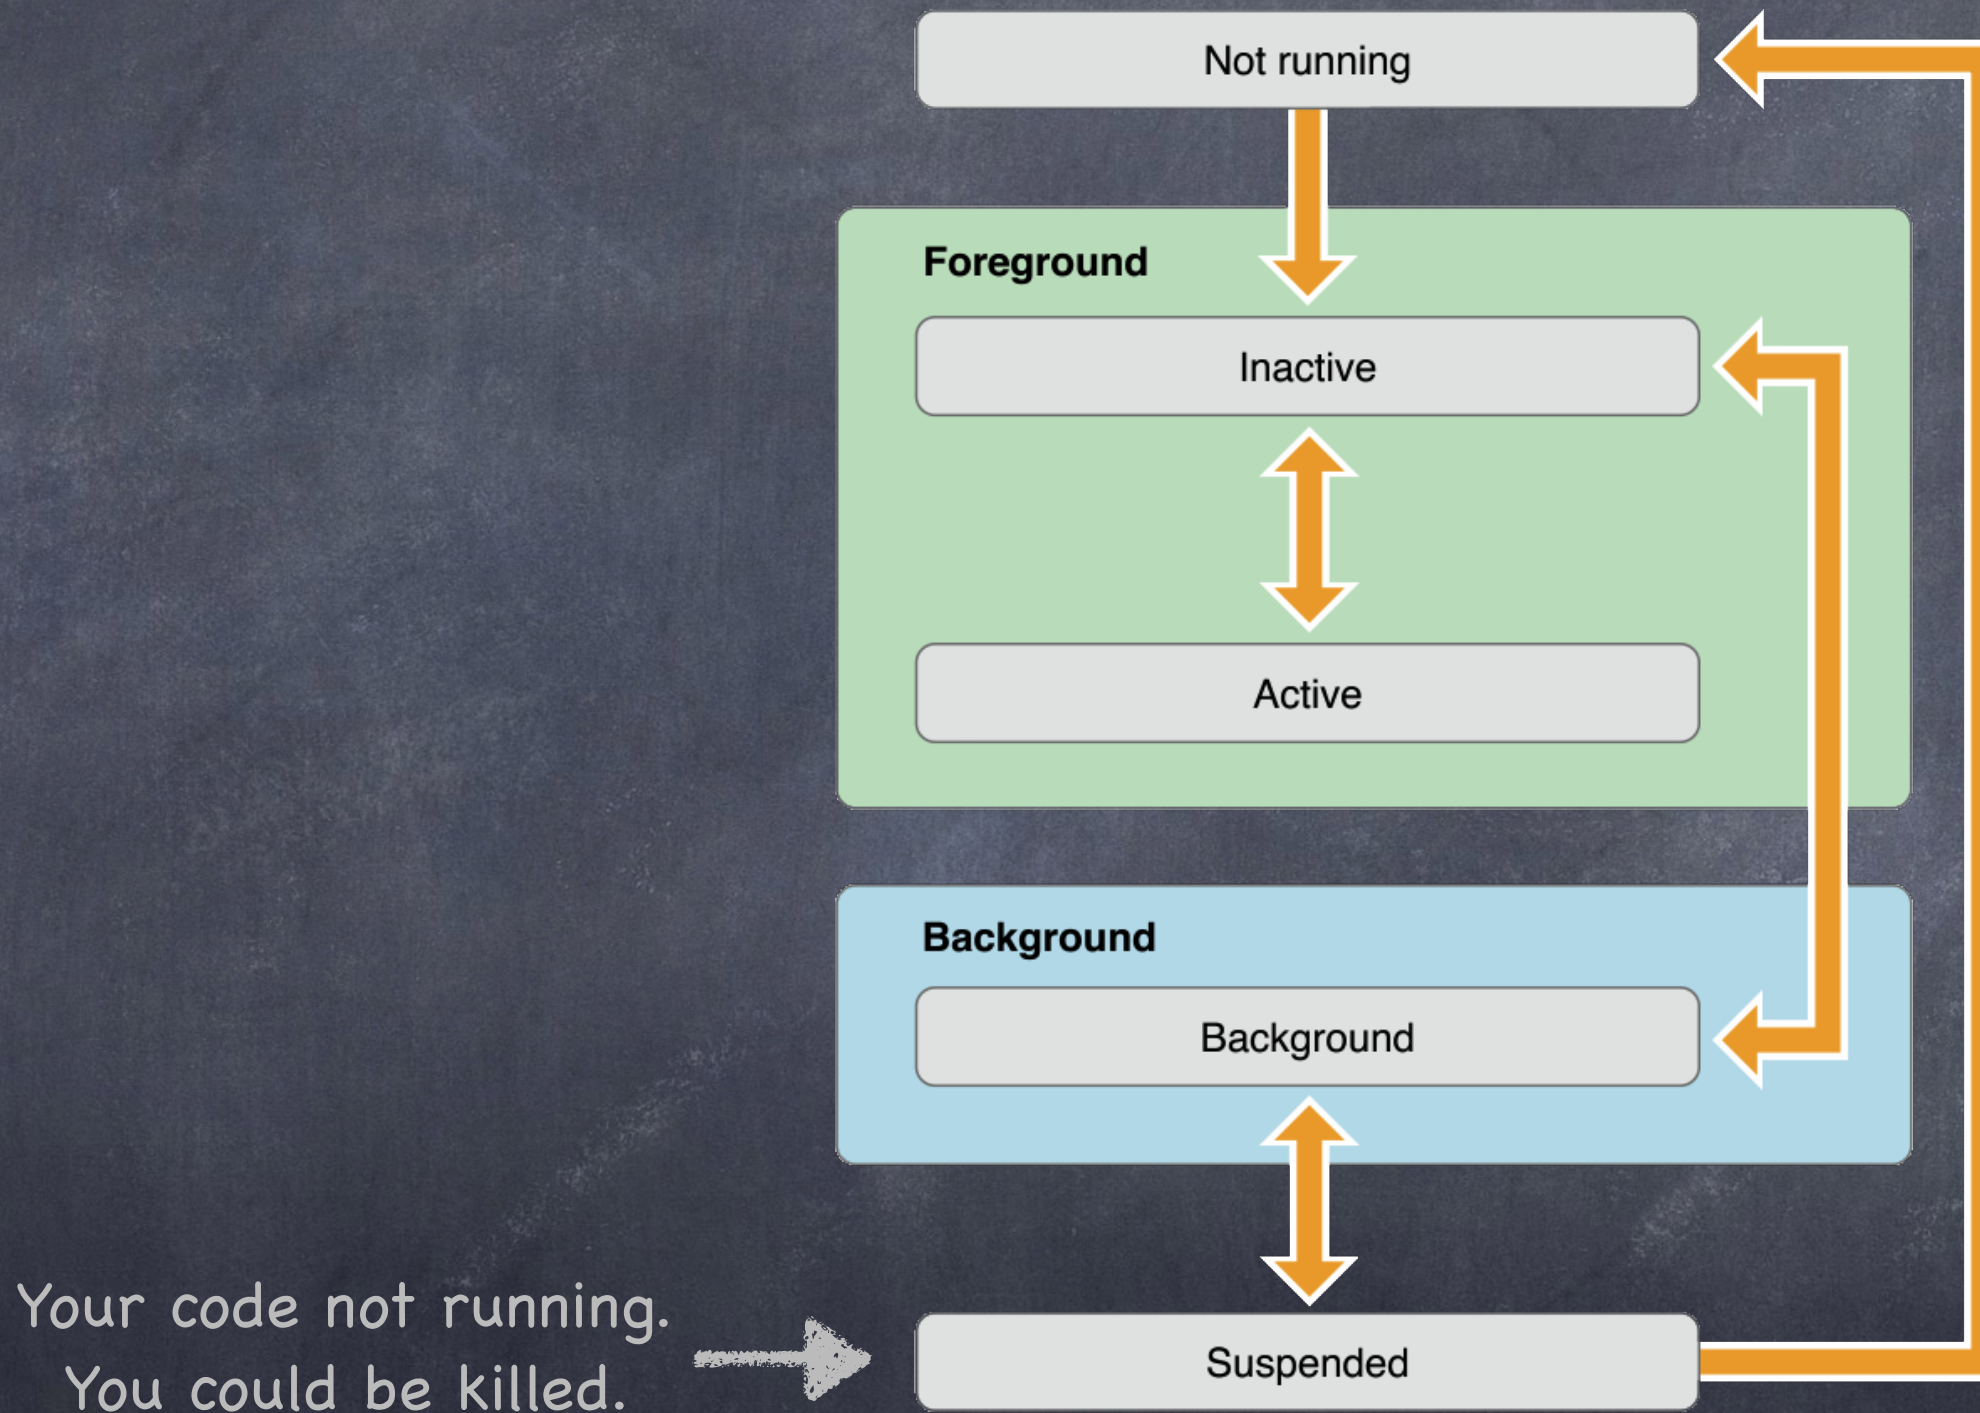 Not running
Foreground
Inactive
Active
Background
Background
Your code not running.
You could be killed.
Suspended